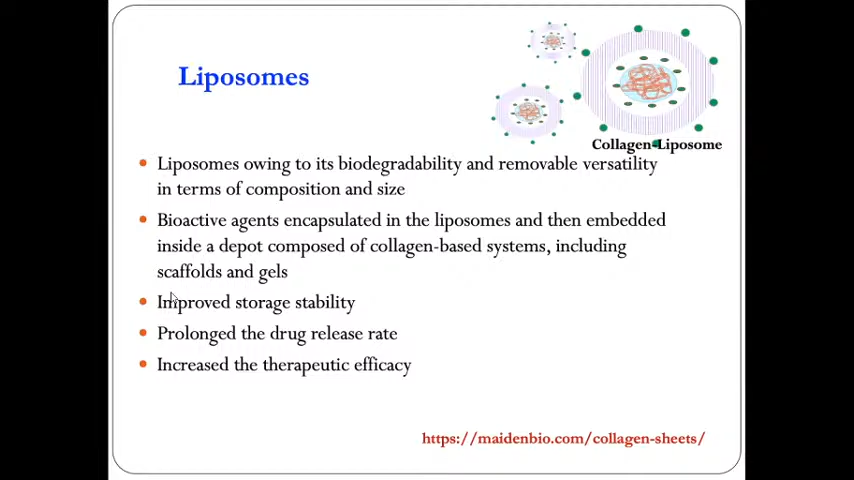 Liposomes
Collagen-Liposome
Liposomes owing to its biodegradability and removable versatility
in terms of composition and size
Bioactive agents encapsulated in the liposomes and then embedded
inside a depot composed of collagen-based systems, including
scaffolds and gels
Improved storage stability
Prolonged the drug release rate
Increased the therapeutic efficacy
https://maidenbio.com/collagen-sheets/